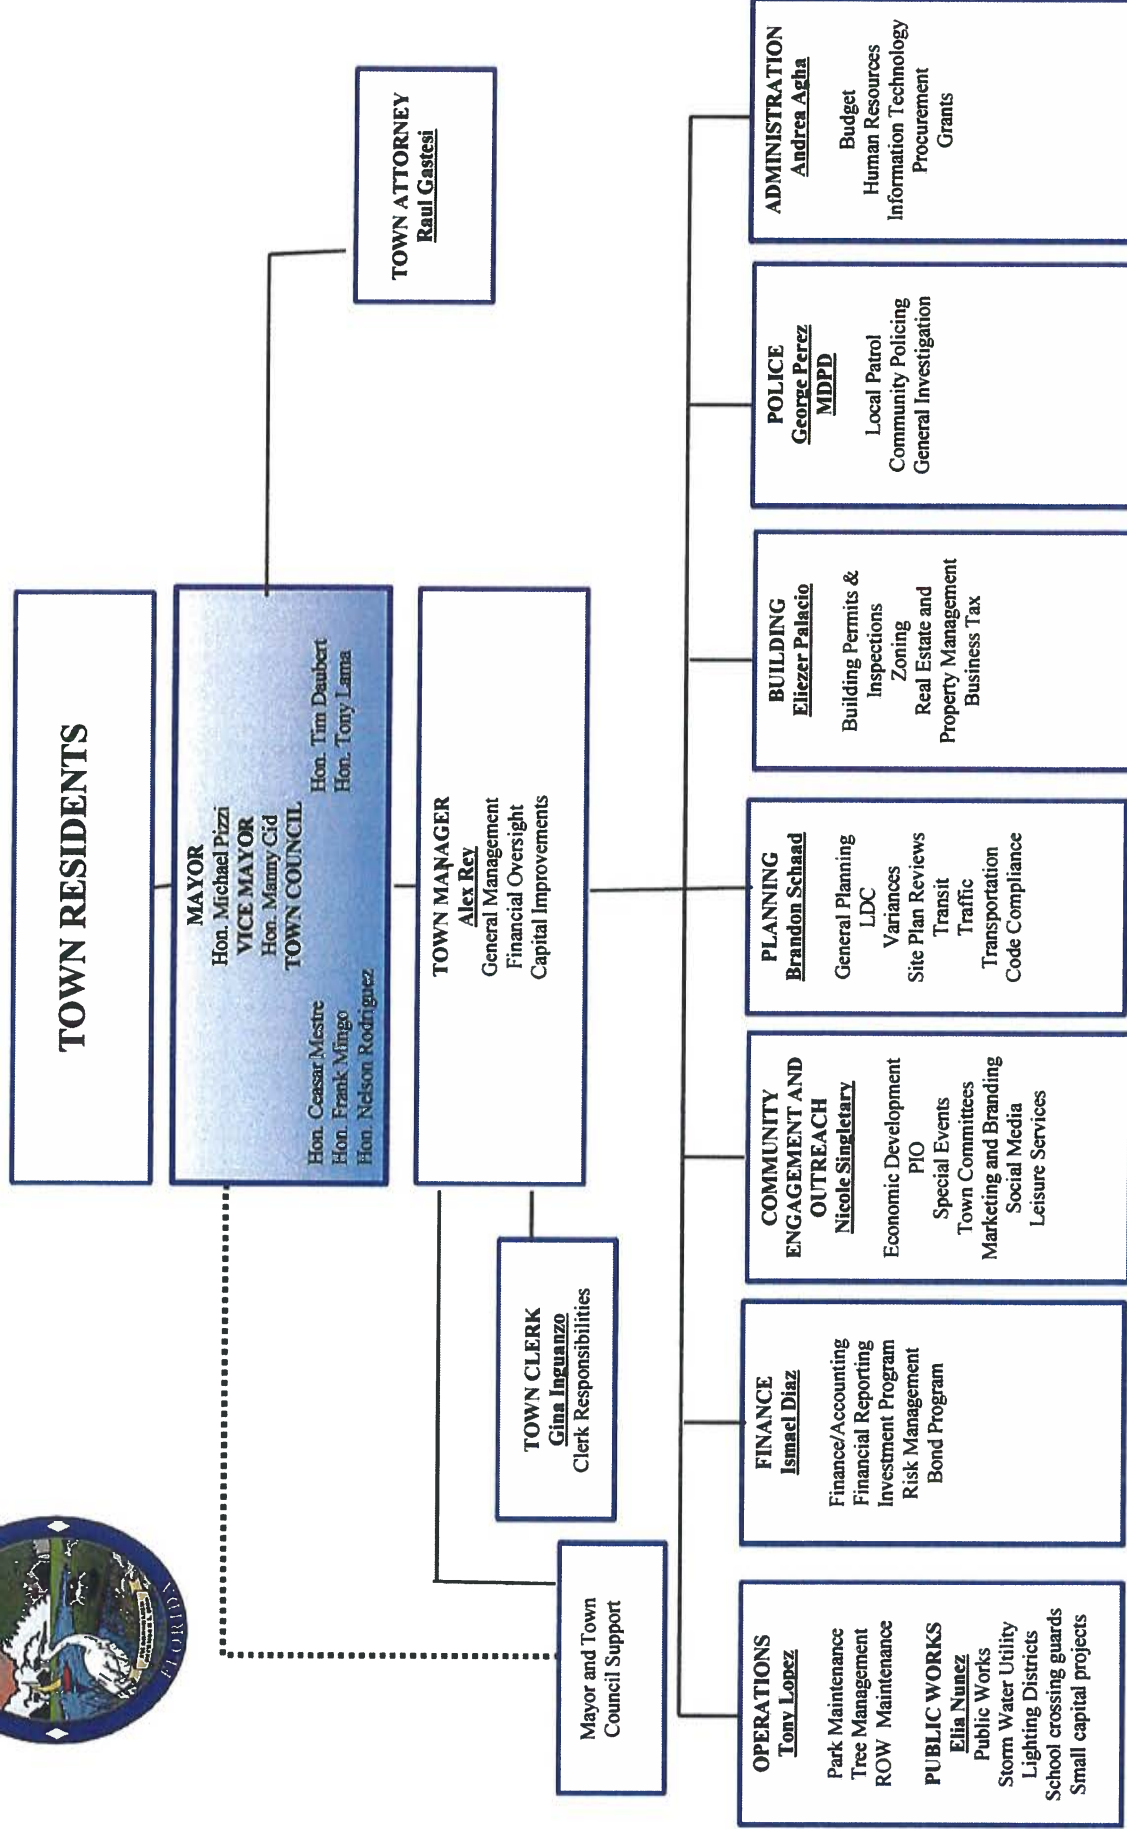 TOWN RESIDENTS
MAYOR
Hon. Michael Pizzi
VICE MAYOR
Hon. Manny Cid
TOWN COUNCIL
Hon. Ceasar Mestre
Hon. Frank Mingo
Hon. Nelson Rodriguez
Hon. Tim Daubert
Hon. Tony Lama
TOWN ATTORNEY
Raul Gastesi
TOWN MANAGER
Alex Rey
General Management
Financial Oversight
Capital Improvements
TOWN CLERK
Gina Inguanzo
Clerk Responsibilities
Mayor and Town
Council Support
OPERATIONS
Tony Lopez
Park Maintenance
Tree Management
ROW Maintenance
PUBLIC WORKS
Elia Nunez
Public Works
Storm Water Utility
Lighting Districts
School crossing guards
Small capital projects
FINANCE
Ismael Diaz
Finance/Accounting
Financial Reporting
Investment Program
Risk Management
Bond Program
COMMUNITY
ENGAGEMENT AND
OUTREACH
Nicole Singletary
Economic Development
PIO
Special Events
Town Committees
Marketing and Branding
Social Media
Leisure Services
PLANNING
Brandon Schaad
General Planning
LDC
Variances
Site Plan Reviews
Transit
Traffic
Transportation
Code Compliance
BUILDING
Eliezer Palacio
Building Permits &
Inspections
Zoning
Real Estate and
Property Management
Business Tax
POLICE
George Perez
MDPD
Local Patrol
Community Policing
General Investigation
ADMINISTRATION
Andrea Agha
Budget
Human Resources
Information Technology
Procurement
Grants
FLORIDA